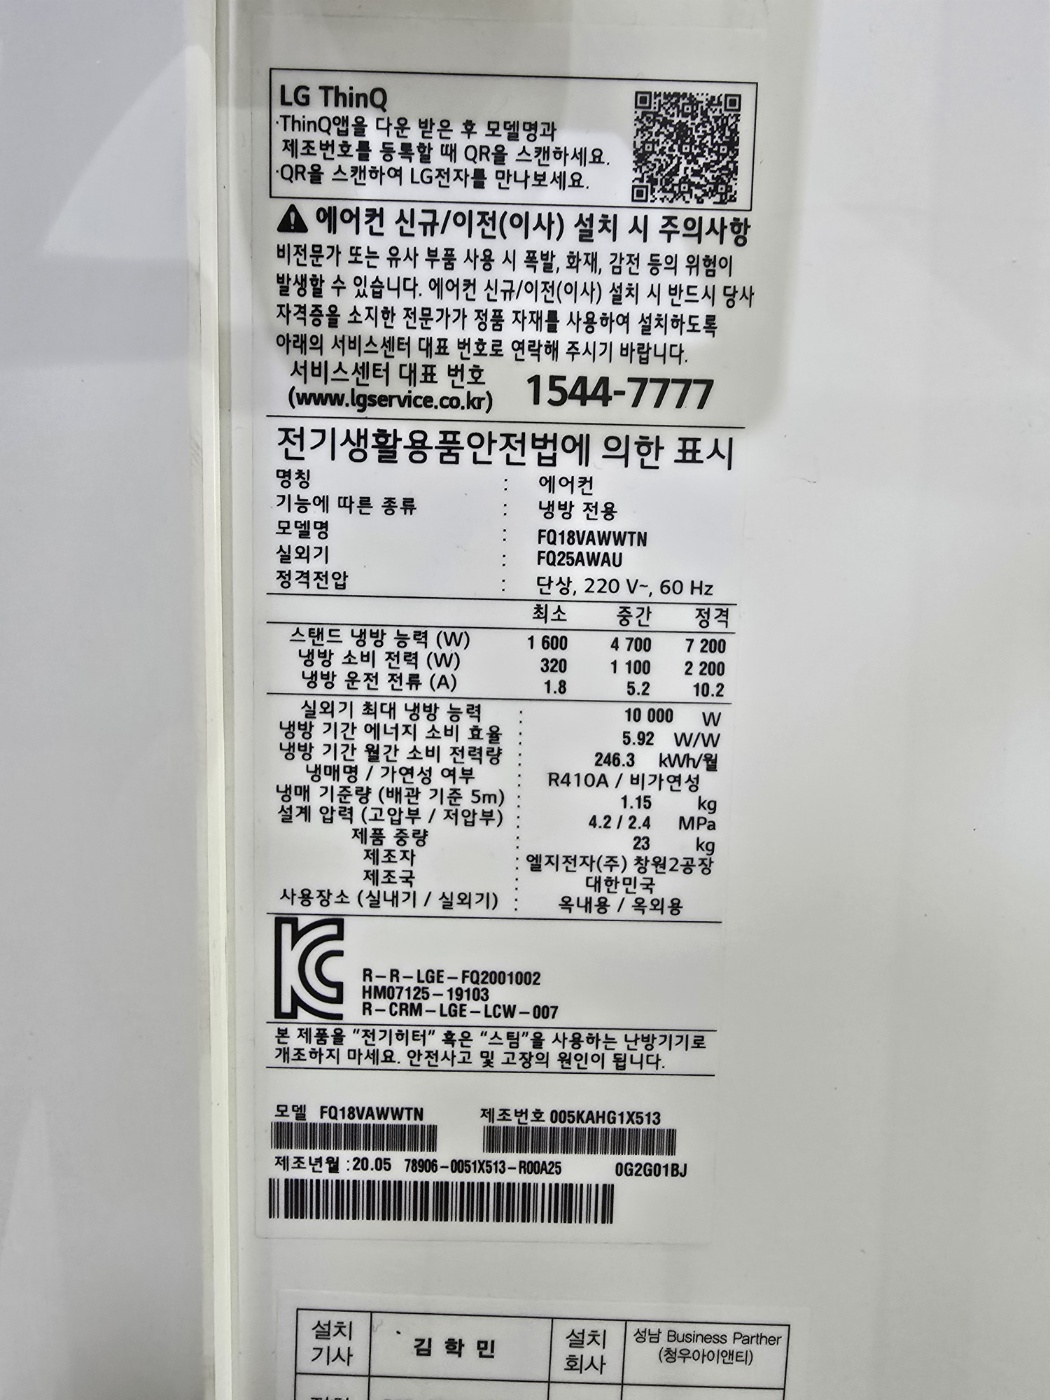 LG ThinQ
·ThinQ앱을 다운 받은 후 모델명과
제조번호를 등록할 때 QR을 스캔하세요.
·QR을 스캔하여 LG전자를 만나보세요.
에어컨 신규/이전(이사) 설치 시 주의사항
비전문가 또는 유사 부품 사용 시 폭발, 화재, 감전 등의 위험이
발생할 수 있습니다. 에어컨 신규/이전(이사) 설치 시 반드시 당사
자격증을 소지한 전문가가 정품 자재를 사용하여 설치하도록
아래의 서비스센터 대표 번호로 연락해 주시기 바랍니다.
서비스센터 대표 번호 1544-7777
(www.lgservice.co.kr)
전기생활용품안전법에 의한 표시
명칭 : 에어컨
기능에 따른 종류 : 냉방 전용
모델명 : FQ18VAWWTN
실외기 : FQ25AWAU
정격전압 : 단상, 220 V~, 60 Hz
최소 중간 정격
스탠드 냉방 능력 (W) 1 600 4 700 7 200
냉방 소비 전력 (W) 320 1 100 2 200
냉방 운전 전류 (A) 1.8 5.2 10.2
실외기 최대 냉방 능력 : 10 000 W
냉방 기간 에너지 소비 효율 : 5.92 W/W
냉방 기간 월간 소비 전력량 : 246.3 kWh/월
냉매명 / 가연성 여부 : R410A / 비가연성
냉매 기준량 (배관 기준 5m) : 1.15 kg
설계 압력 (고압부 / 저압부) : 4.2 / 2.4 MPa
제품 중량 : 23 kg
제조자 : 엘지전자(주) 창원2공장
제조국 : 대한민국
사용장소 (실내기 / 실외기) : 옥내용 / 옥외용
R-R-LGE-FQ2001002
HM07125-19103
R-CRM-LGE-LCW-007
본 제품을 "전기히터" 혹은 "스팀"을 사용하는 난방기기로
개조하지 마세요. 안전사고 및 고장의 원인이 됩니다.
모델 FQ18VAWWTN 제조번호 005KAHG1X513
제조년월 : 20.05 78906-0051X513-R00A25 0G2G01BJ
설치 기사 김학민 설치 회사 성남 Business Parther
(청우아이앤티)